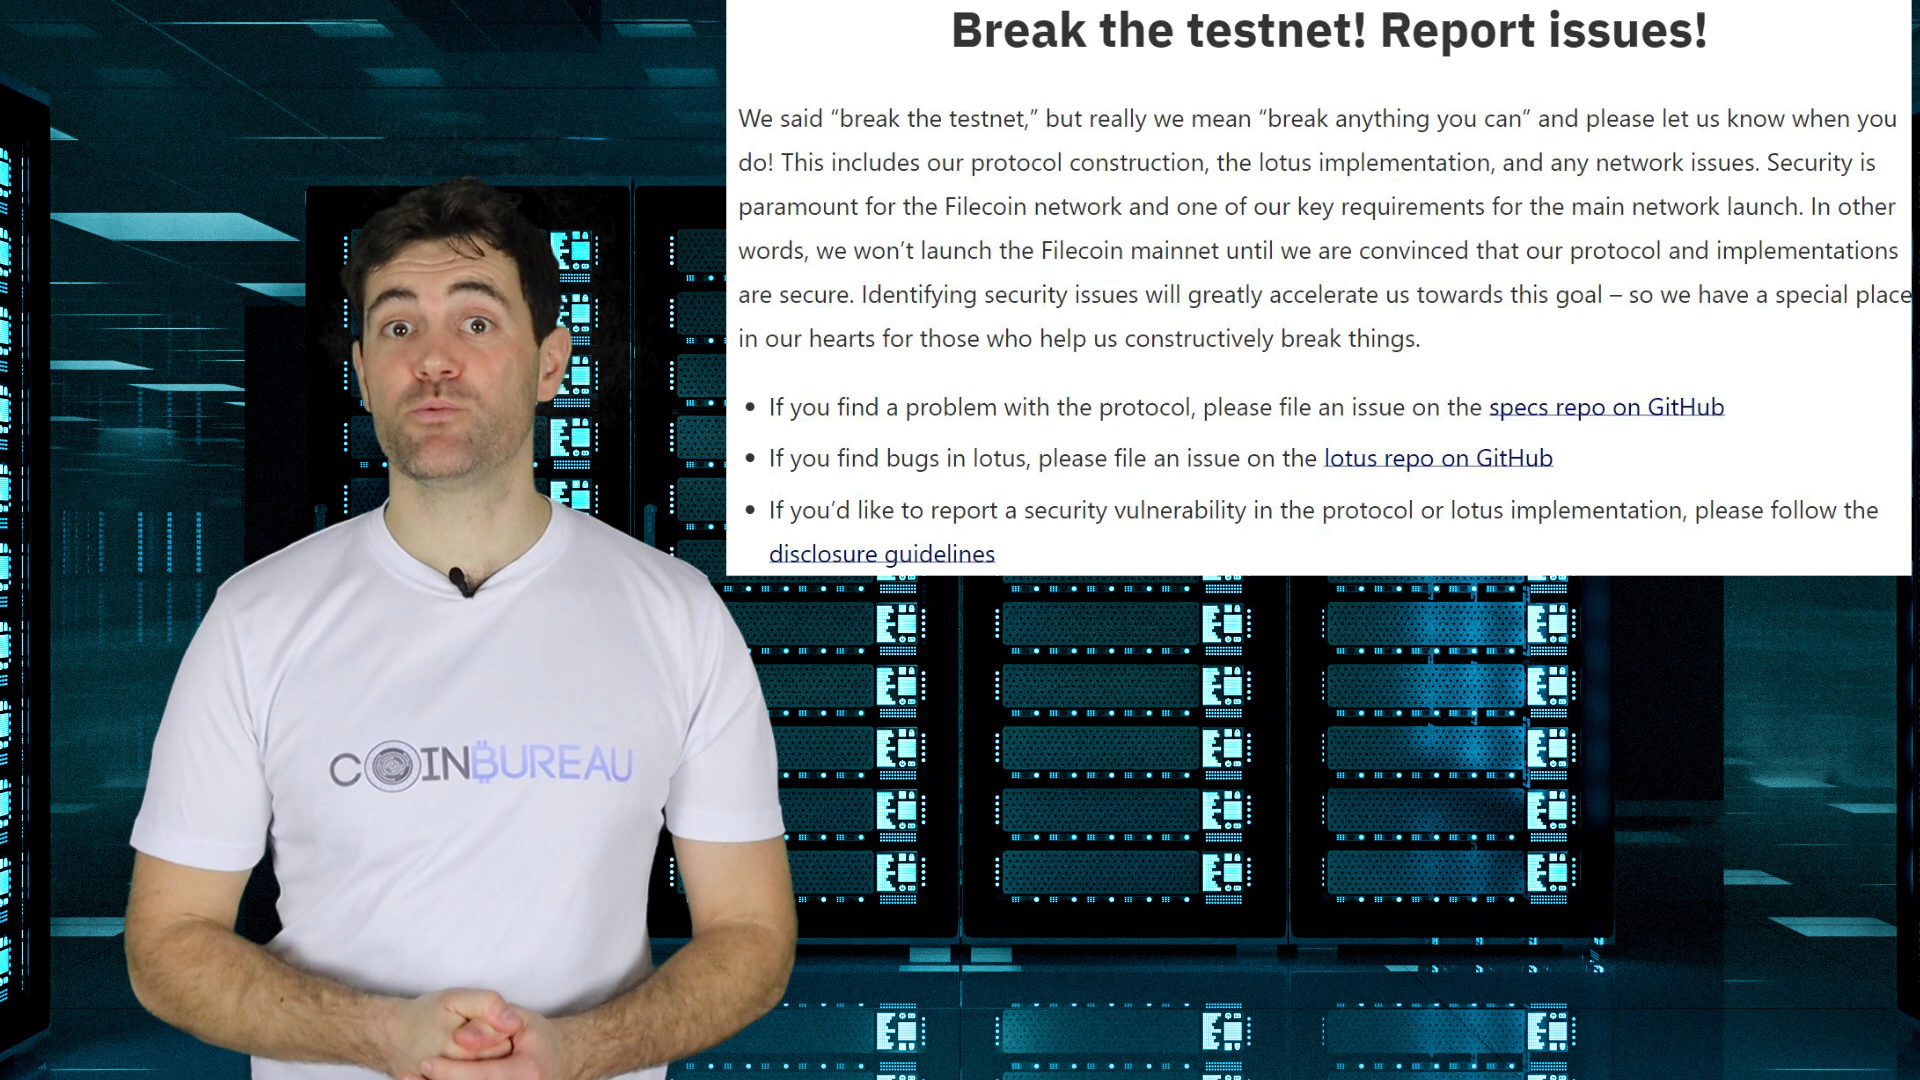 Break the testnet! Report issues!
We said “break the testnet,” but really we mean “break anything you can” and please let us know when you
do! This includes our protocol construction, the lotus implementation, and any network issues. Security is
paramount for the Filecoin network and one of our key requirements for the main network launch. In other
words, we won’t launch the Filecoin mainnet until we are convinced that our protocol and implementations
are secure. Identifying security issues will greatly accelerate us towards this goal – so we have a special place
in our hearts for those who help us constructively break things.
• If you find a problem with the protocol, please file an issue on the specs repo on GitHub
• If you find bugs in lotus, please file an issue on the lotus repo on GitHub
• If you’d like to report a security vulnerability in the protocol or lotus implementation, please follow the
disclosure guidelines
COINBUREAU